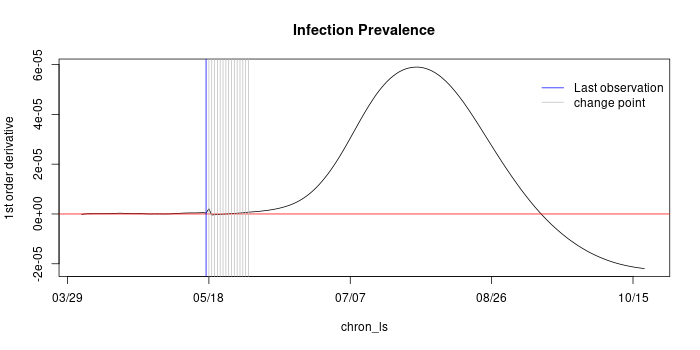 Infection Prevalence
1st order derivative
6e-05
4e-05
2e-05
0e+00
-2e-05
Last observation
change point
03/29 05/18 07/07 08/26 10/15
chron_ls